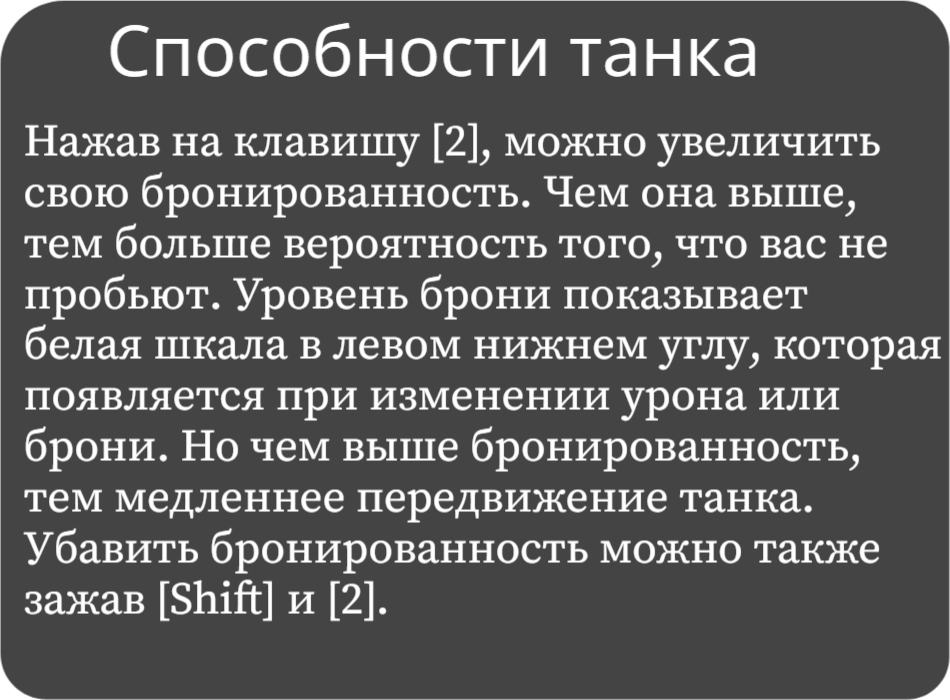 Способности танка
Нажав на клавишу [2], можно увеличить
свою бронированность. Чем она выше,
тем больше вероятность того, что вас не
пробьют. Уровень брони показывает
белая шкала в левом нижнем углу, которая
появляется при изменении урона или
брони. Но чем выше бронированность,
тем медленнее передвижение танка.
Убавить бронированность можно также
зажав [Shift] и [2].